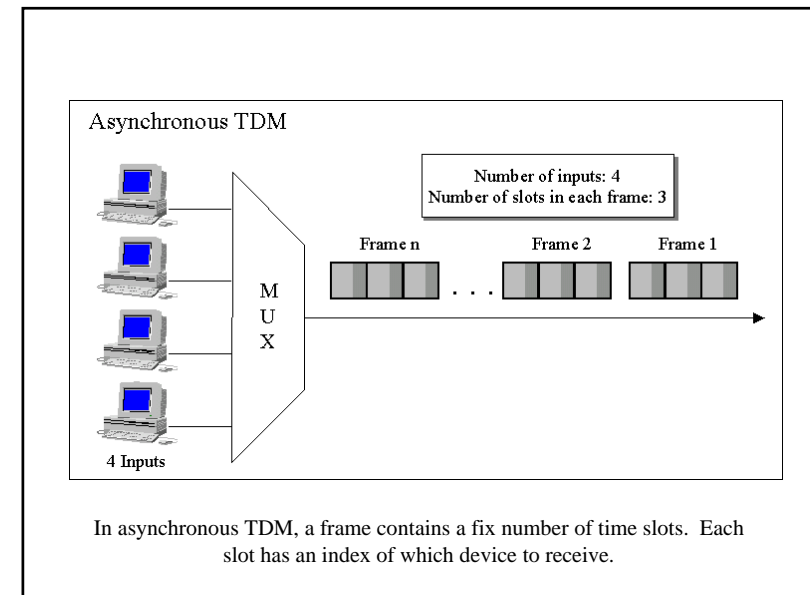 Asynchronous TDM
Number of inputs: 4
Number of slots in each frame: 3
Frame n
Frame 2
Frame 1
. . .
M
U
X
4 Inputs
In asynchronous TDM, a frame contains a fix number of time slots.  Each
slot has an index of which device to receive.